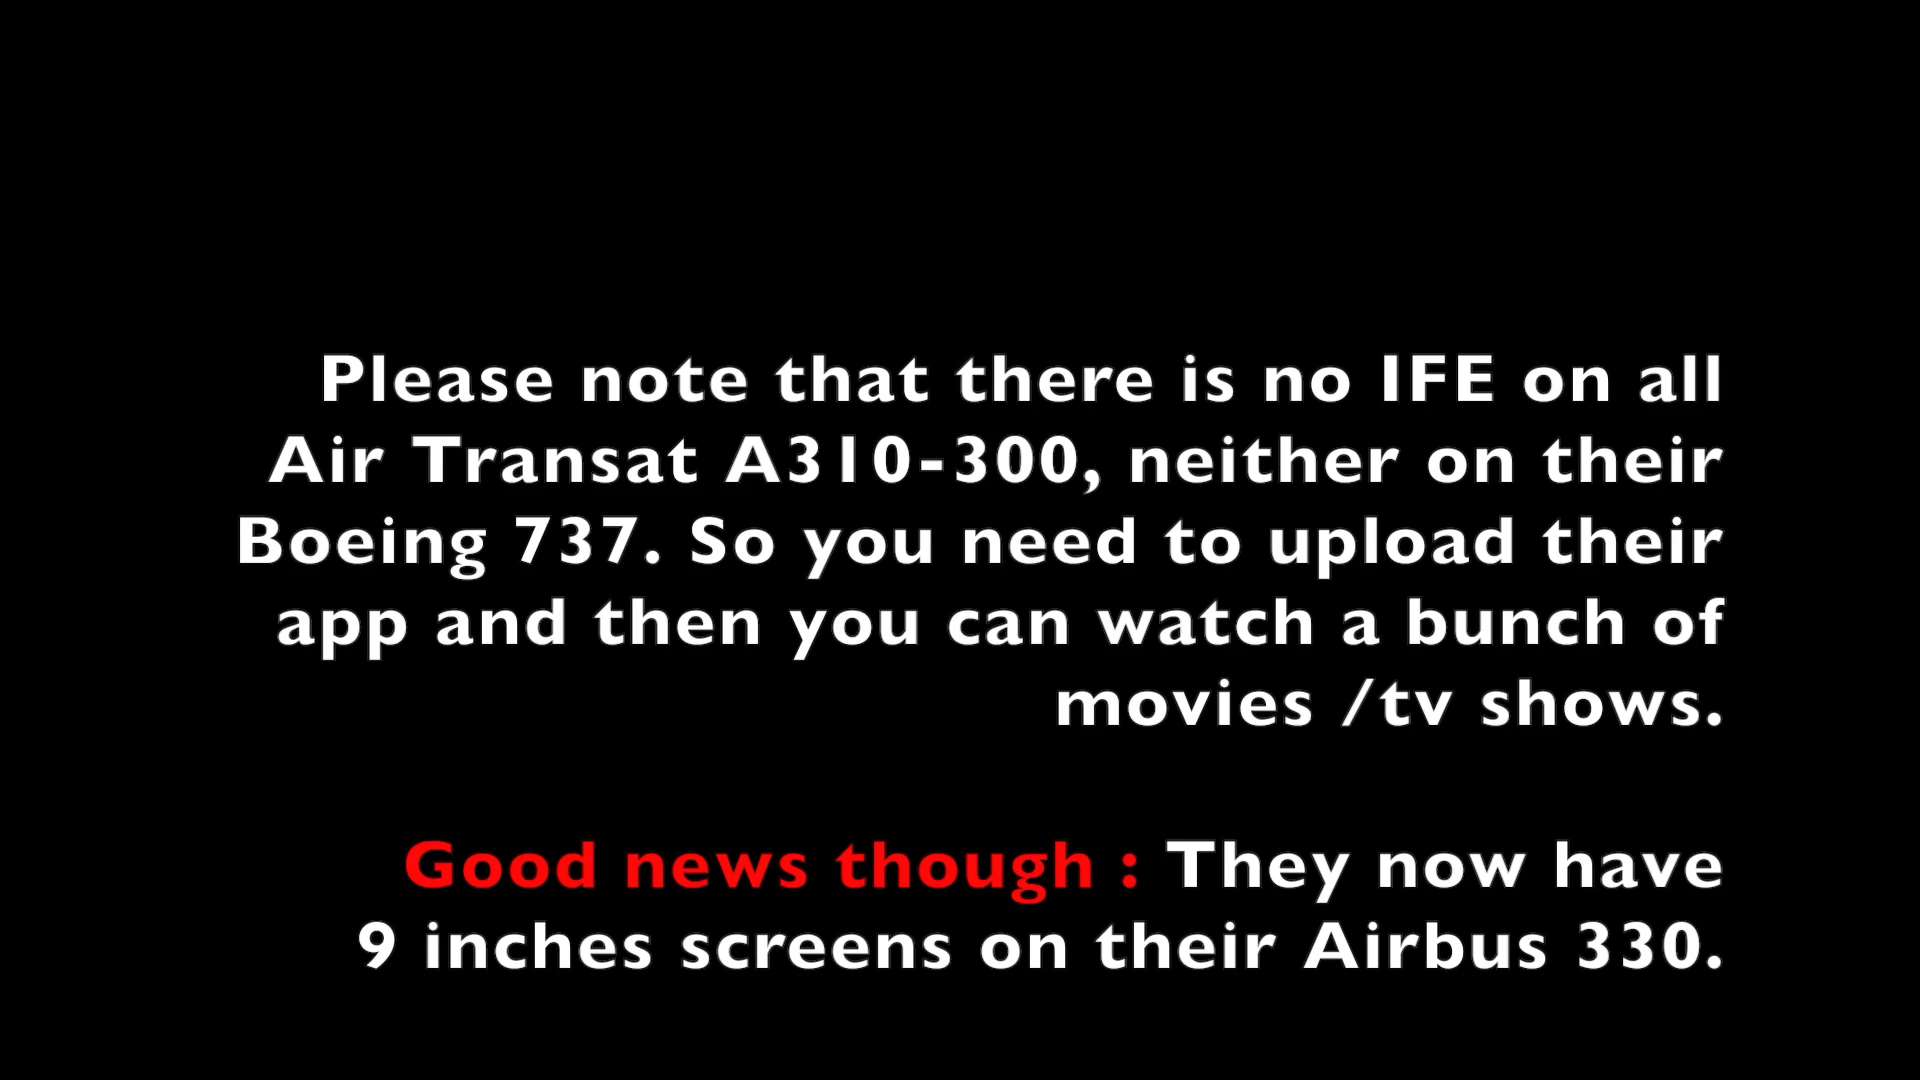 Please note that there is no IFE on all
Air Transat A310-300, neither on their
Boeing 737. So you need to upload their
app and then you can watch a bunch of
movies /tv shows.
Good news though : They now have
9 inches screens on their Airbus 330.